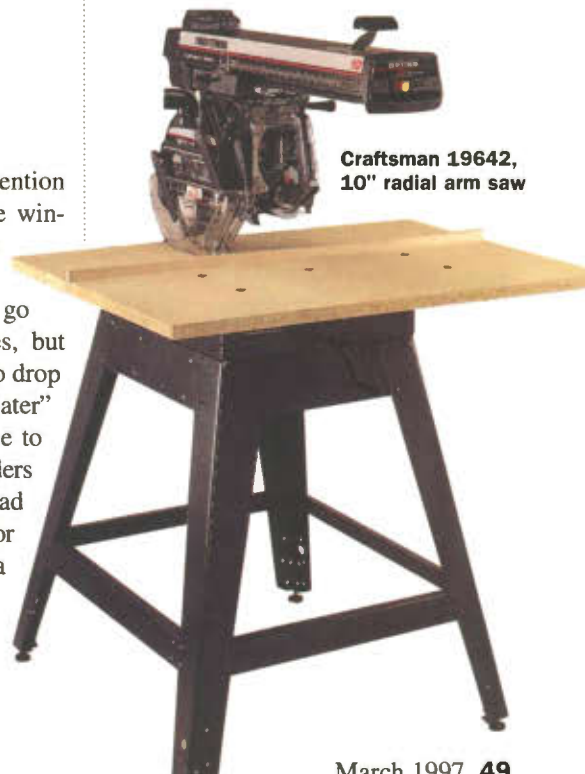 Craftsman 19642,
10" radial arm saw
ention
e win-
go
es, but
o drop
ater”
e to
ders
ad
or
a
March 1997 49